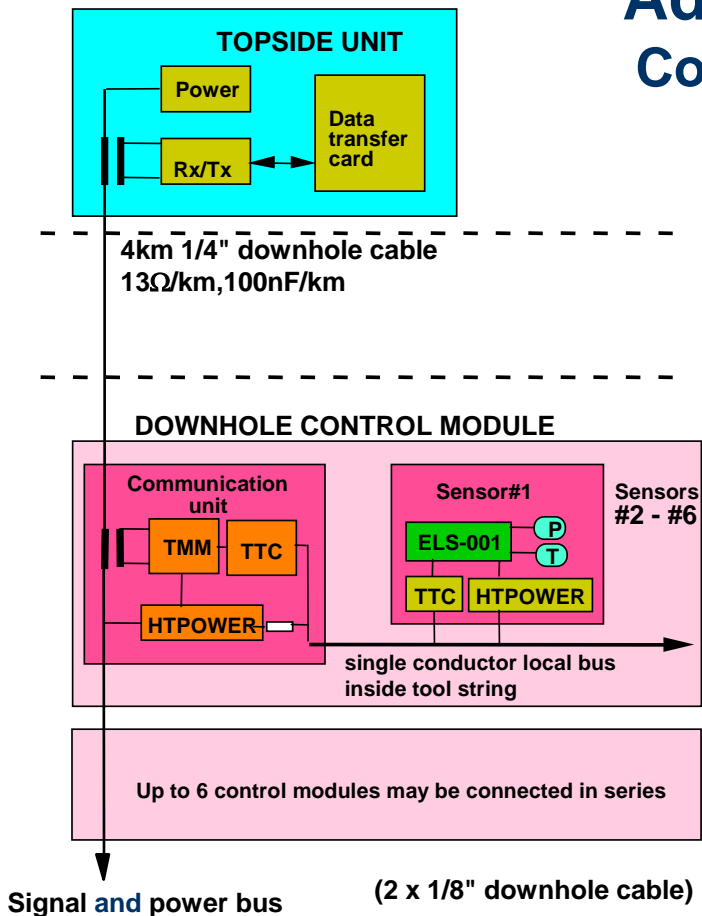 Ad
Co
TOPSIDE UNIT
Power
Data
transfer
card
Rx/Tx
4km 1/4" downhole cable
13Ω/km,100nF/km
DOWNHOLE CONTROL MODULE
Communication
unit
TMM
TTC
HTPOWER
Sensor#1
ELS-001
P
T
TTC
HTPOWER
Sensors
#2 - #6
single conductor local bus
inside tool string
Up to 6 control modules may be connected in series
(2 x 1/8" downhole cable)
Signal and power bus